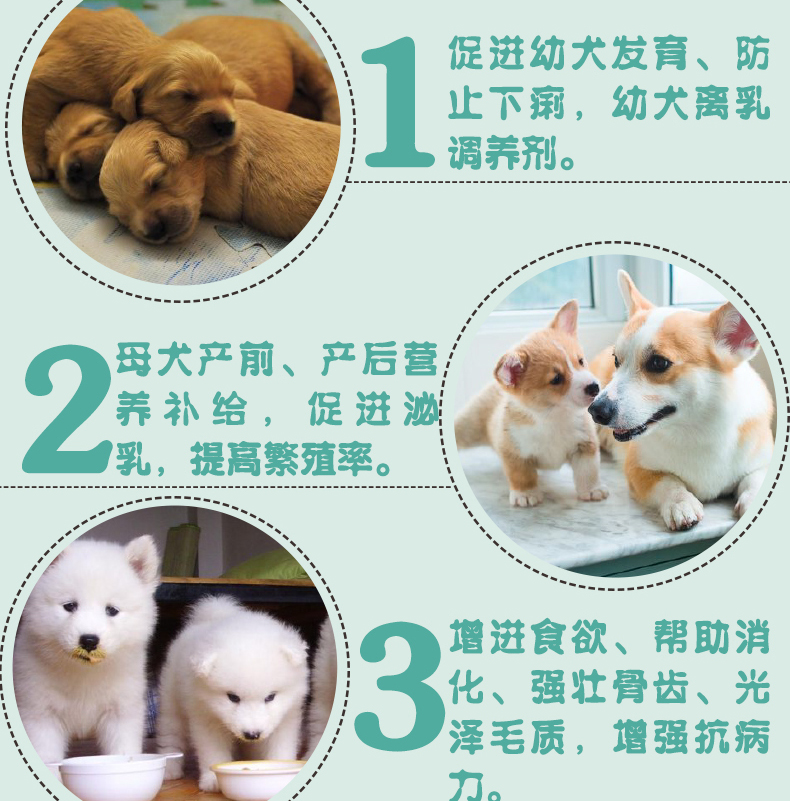 1
促进幼犬发育、防
止下痢，幼犬离乳
调养剂。
2
母犬产前、产后营
养补给，促进泌
乳，提高繁殖率。
3
增进食欲、帮助消
化、强壮骨齿、光
泽毛质，增强抗病
力。